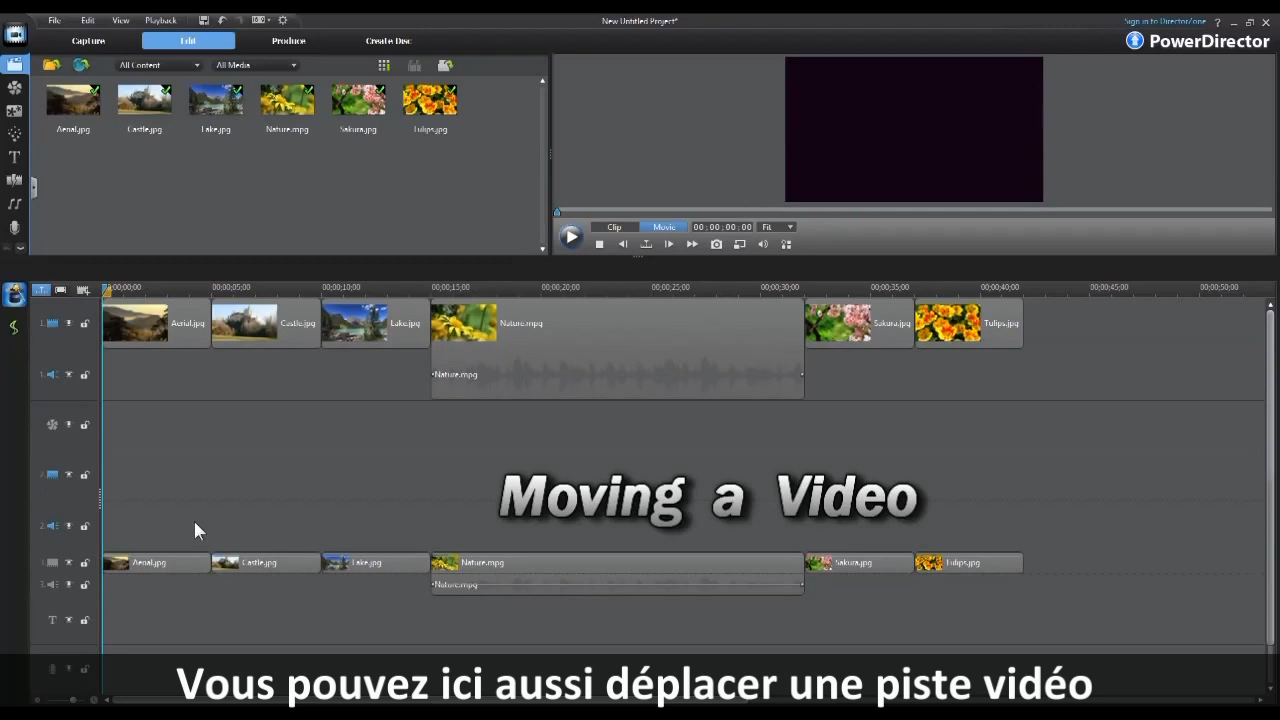 File Edit View Playback
New Untitled Project*
Sign in to DirectorZone
?
Capture Edit Produce Create Disc
PowerDirector
All Content All Media
Aerial.jpg Castle.jpg Lake.jpg Nature.mpg Sakura.jpg Tulips.jpg
T
Clip Movie 00:00:00:00 Fit
00;00;05;00 00;00;10;00 00;00;15;00 00;00;20;00 00;00;25;00 00;00;30;00 00;00;35;00 00;00;40;00 00;00;45;00 00;00;50;00
1. Aerial.jpg Castle.jpg Lake.jpg Nature.mpg Sakura.jpg Tulips.jpg
1. Nature.mpg
Moving a Video
2.
Aerial.jpg Castle.jpg Lake.jpg Nature.mpg Sakura.jpg Tulips.jpg
3. Nature.mpg
T
Vous pouvez ici aussi déplacer une piste vidéo